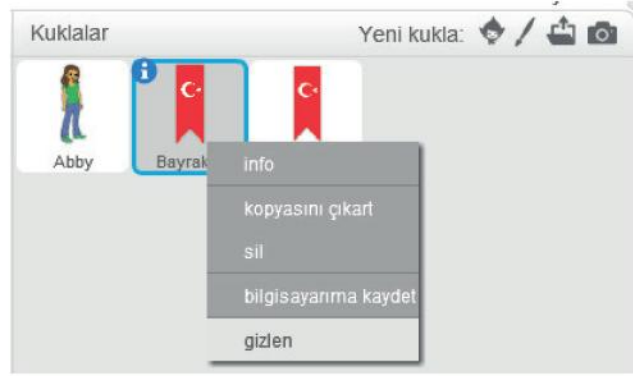 Kuklalar
Yeni kukla:
Abby
Bayrak
info
kopyasını çıkart
sil
bilgisayarıma kaydet
gizlen